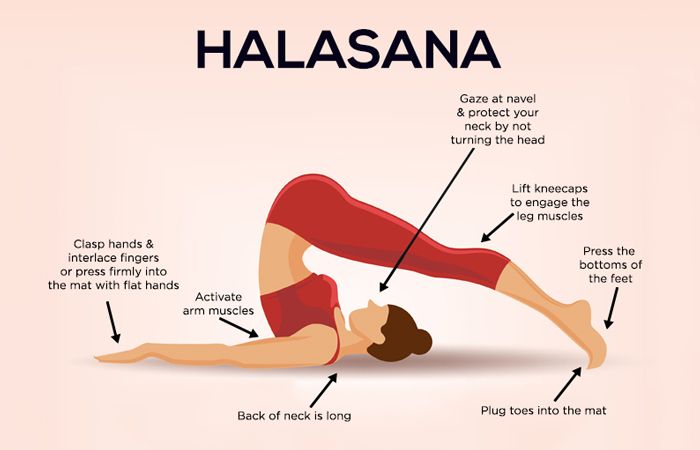 HALASANA
Gaze at navel
& protect your
neck by not
turning the head
Lift kneecaps
to engage the
leg muscles
Clasp hands &
interlace fingers
or press firmly into
the mat with flat hands
Press the
bottoms of
the feet
Activate
arm muscles
Back of neck is long
Plug toes into the mat